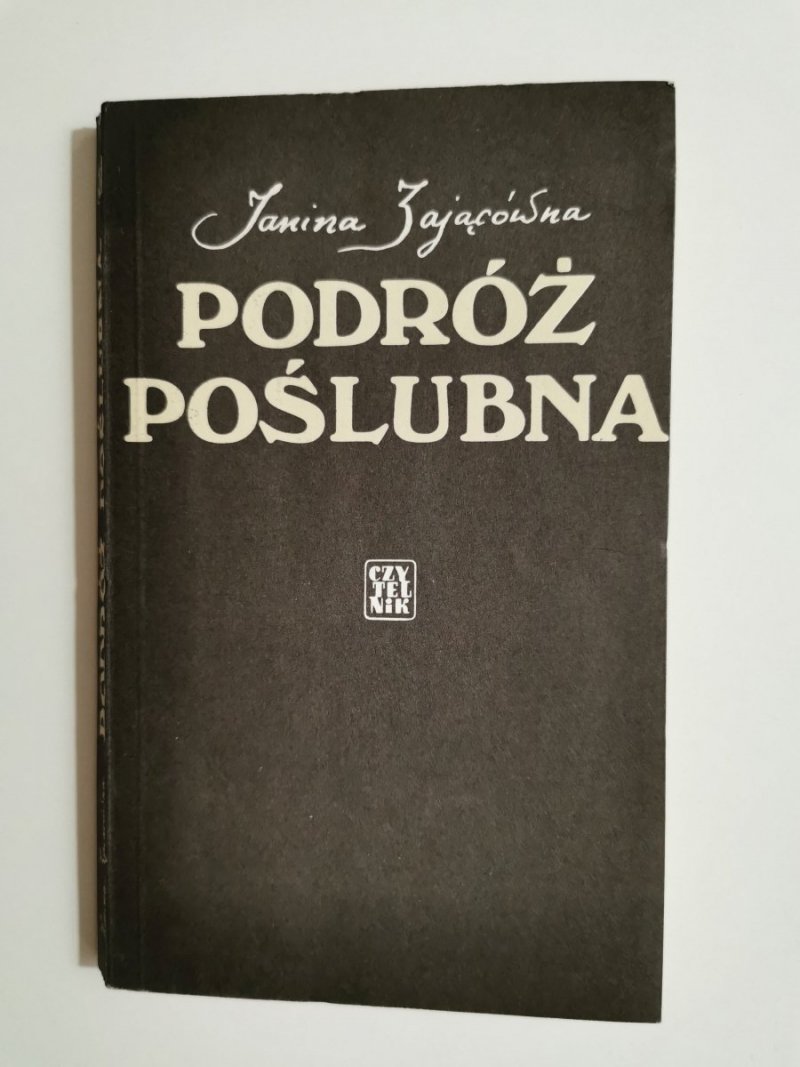 Janina Zającówna
PODRÓŻ
POŚLUBNA
CZY
TEL
NiK